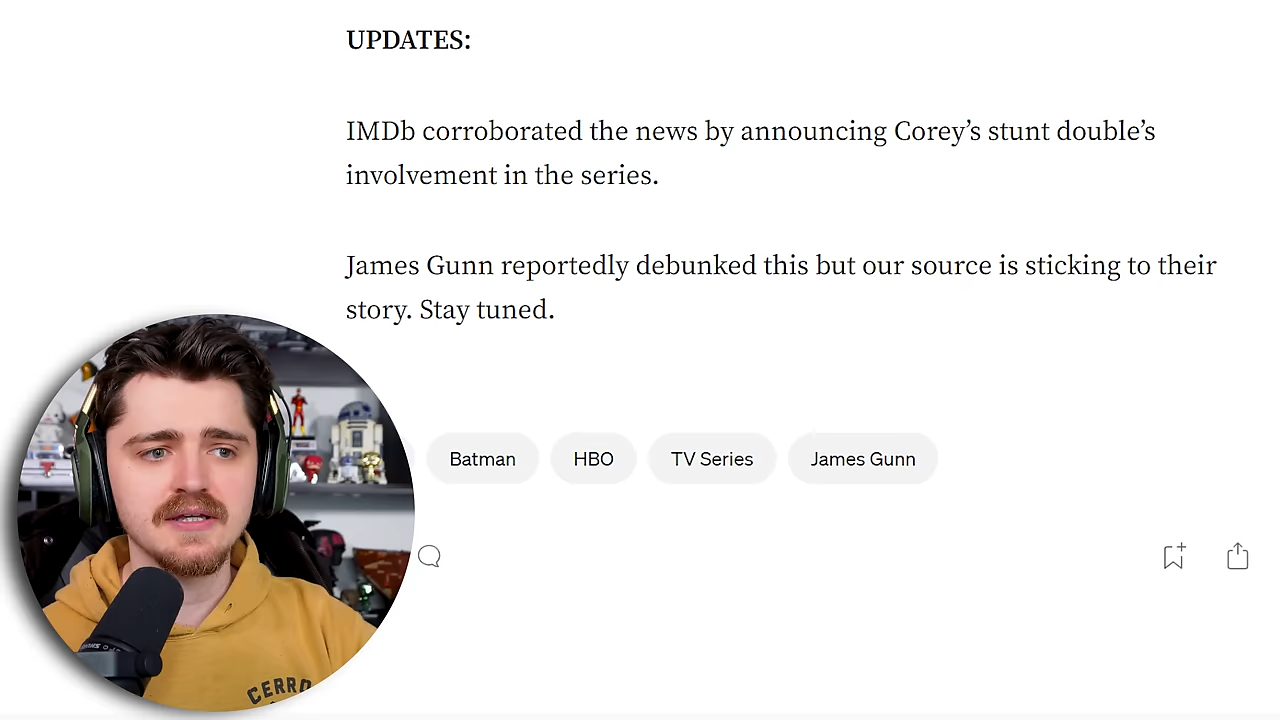 UPDATES:
IMDb corroborated the news by announcing Corey’s stunt double’s
involvement in the series.
James Gunn reportedly debunked this but our source is sticking to their
story. Stay tuned.
Batman
HBO
TV Series
James Gunn
CERRO